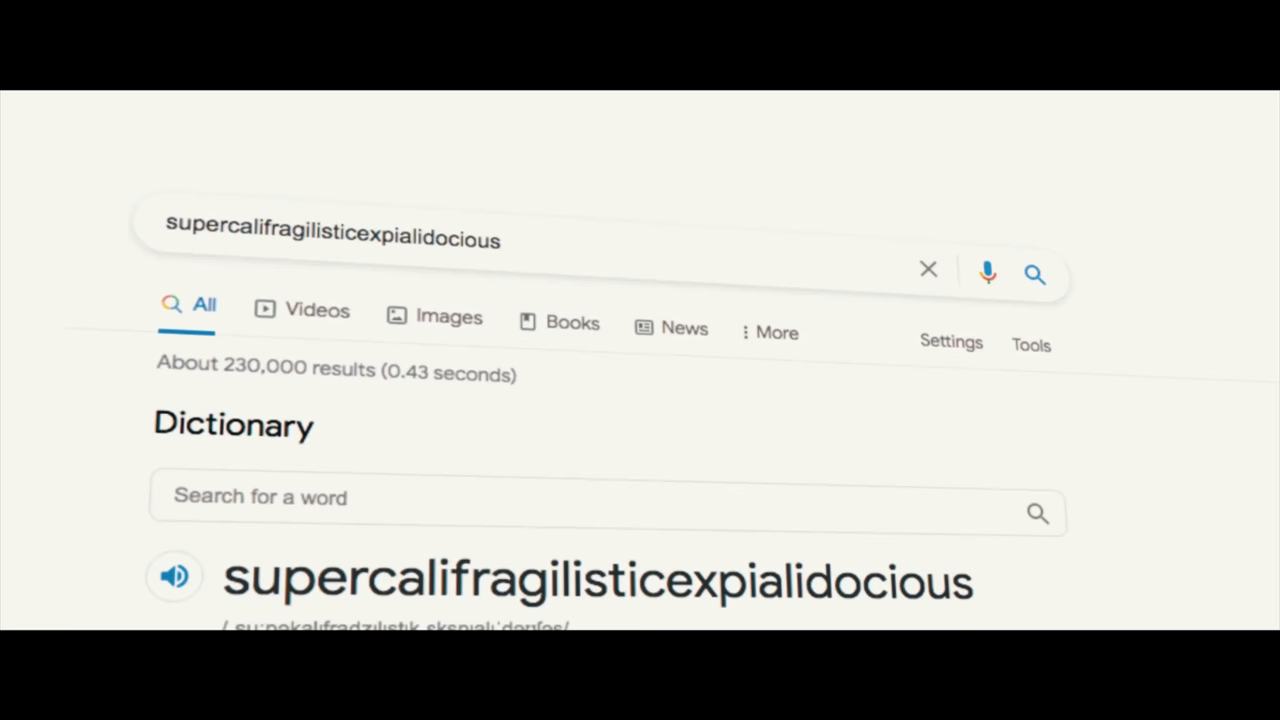 supercalifragilisticexpialidocious
All Videos Images Books News More Settings Tools
About 230,000 results (0.43 seconds)
Dictionary
Search for a word
supercalifragilisticexpialidocious